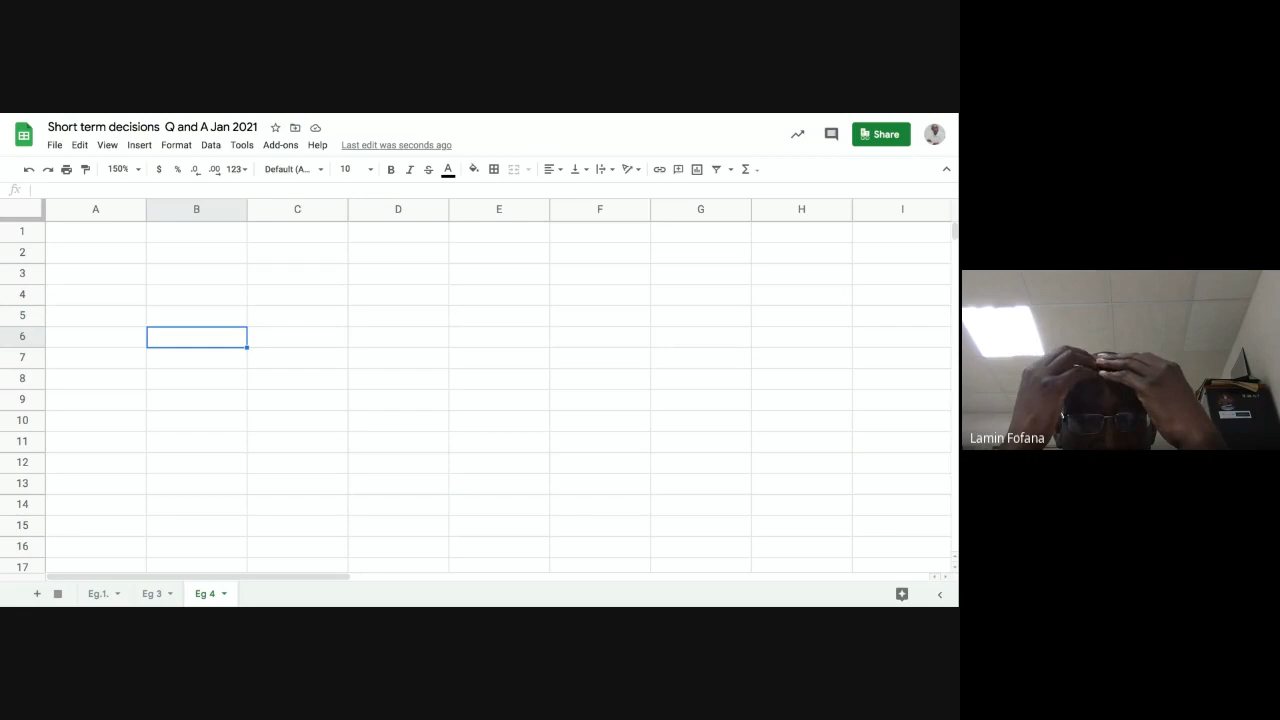 Short term decisions Q and A Jan 2021
File Edit View Insert Format Data Tools Add-ons Help Last edit was seconds ago
Share
150% $ % .0 .00 123 Default (A... 10 B I S A Σ
fx
A B C D E F G H I
1
2
3
4
5
6
7
8
9
10
11
12
13
14
15
16
17
Eg.1. Eg 3 Eg 4
Lamin Fofana